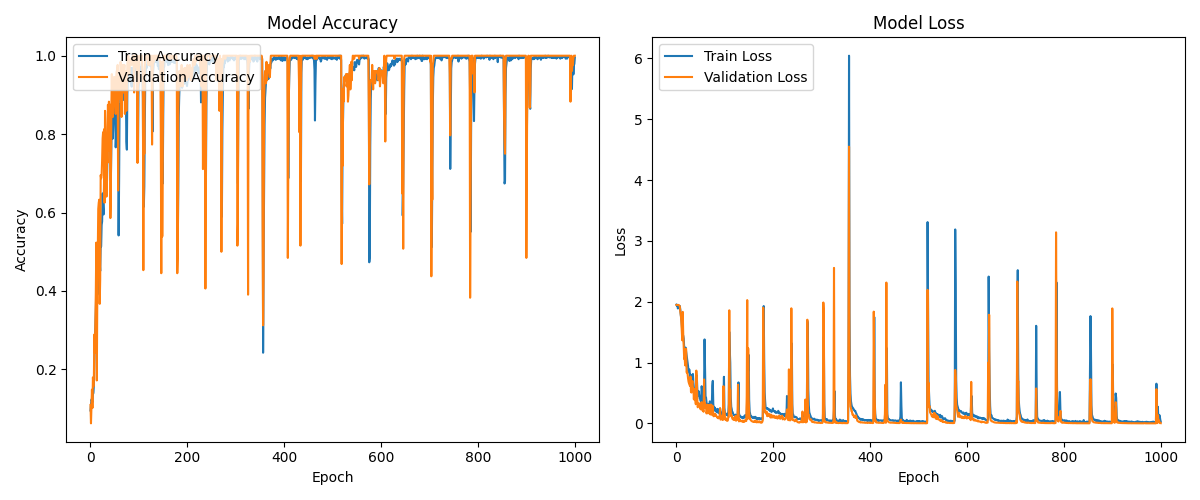 Model Accuracy
Train Accuracy
Validation Accuracy
1.0
0.8
0.6
0.4
0.2
Accuracy
0
200
400
600
800
1000
Epoch
Model Loss
Train Loss
Validation Loss
6
5
4
3
2
1
0
Loss
0
200
400
600
800
1000
Epoch